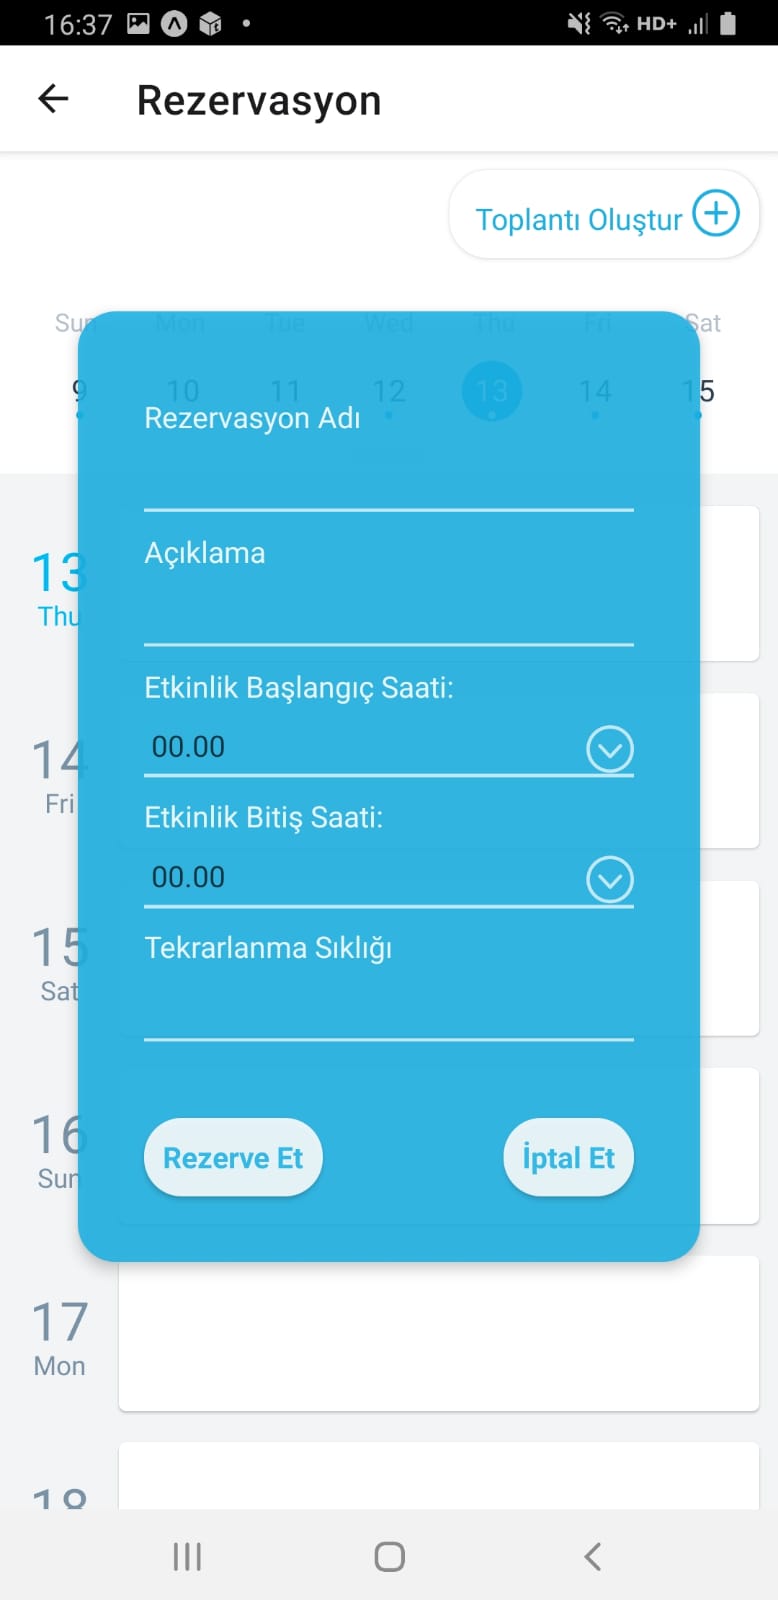 16:37 HD+
Rezervasyon
Toplantı Oluştur
Sun Mon Tue Wed Thu Fri Sat
9 10 11 12 13 14 15
Rezervasyon Adı
13
Thu
Açıklama
Etkinlik Başlangıç Saati:
00.00
14
Fri
Etkinlik Bitiş Saati:
00.00
15
Sat
Tekrarlanma Sıklığı
16
Sun
Rezerve Et İptal Et
17
Mon
18